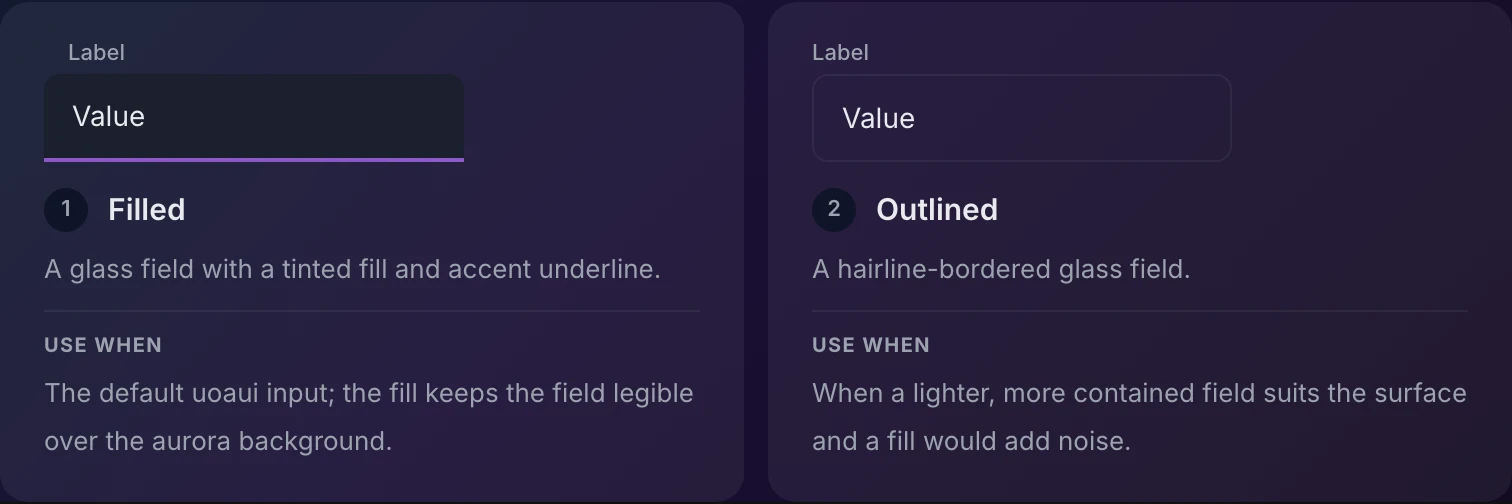 Label
Value
1 Filled
A glass field with a tinted fill and accent underline.
USE WHEN
The default uoaui input; the fill keeps the field legible
over the aurora background.
Label
Value
2 Outlined
A hairline-bordered glass field.
USE WHEN
When a lighter, more contained field suits the surface
and a fill would add noise.